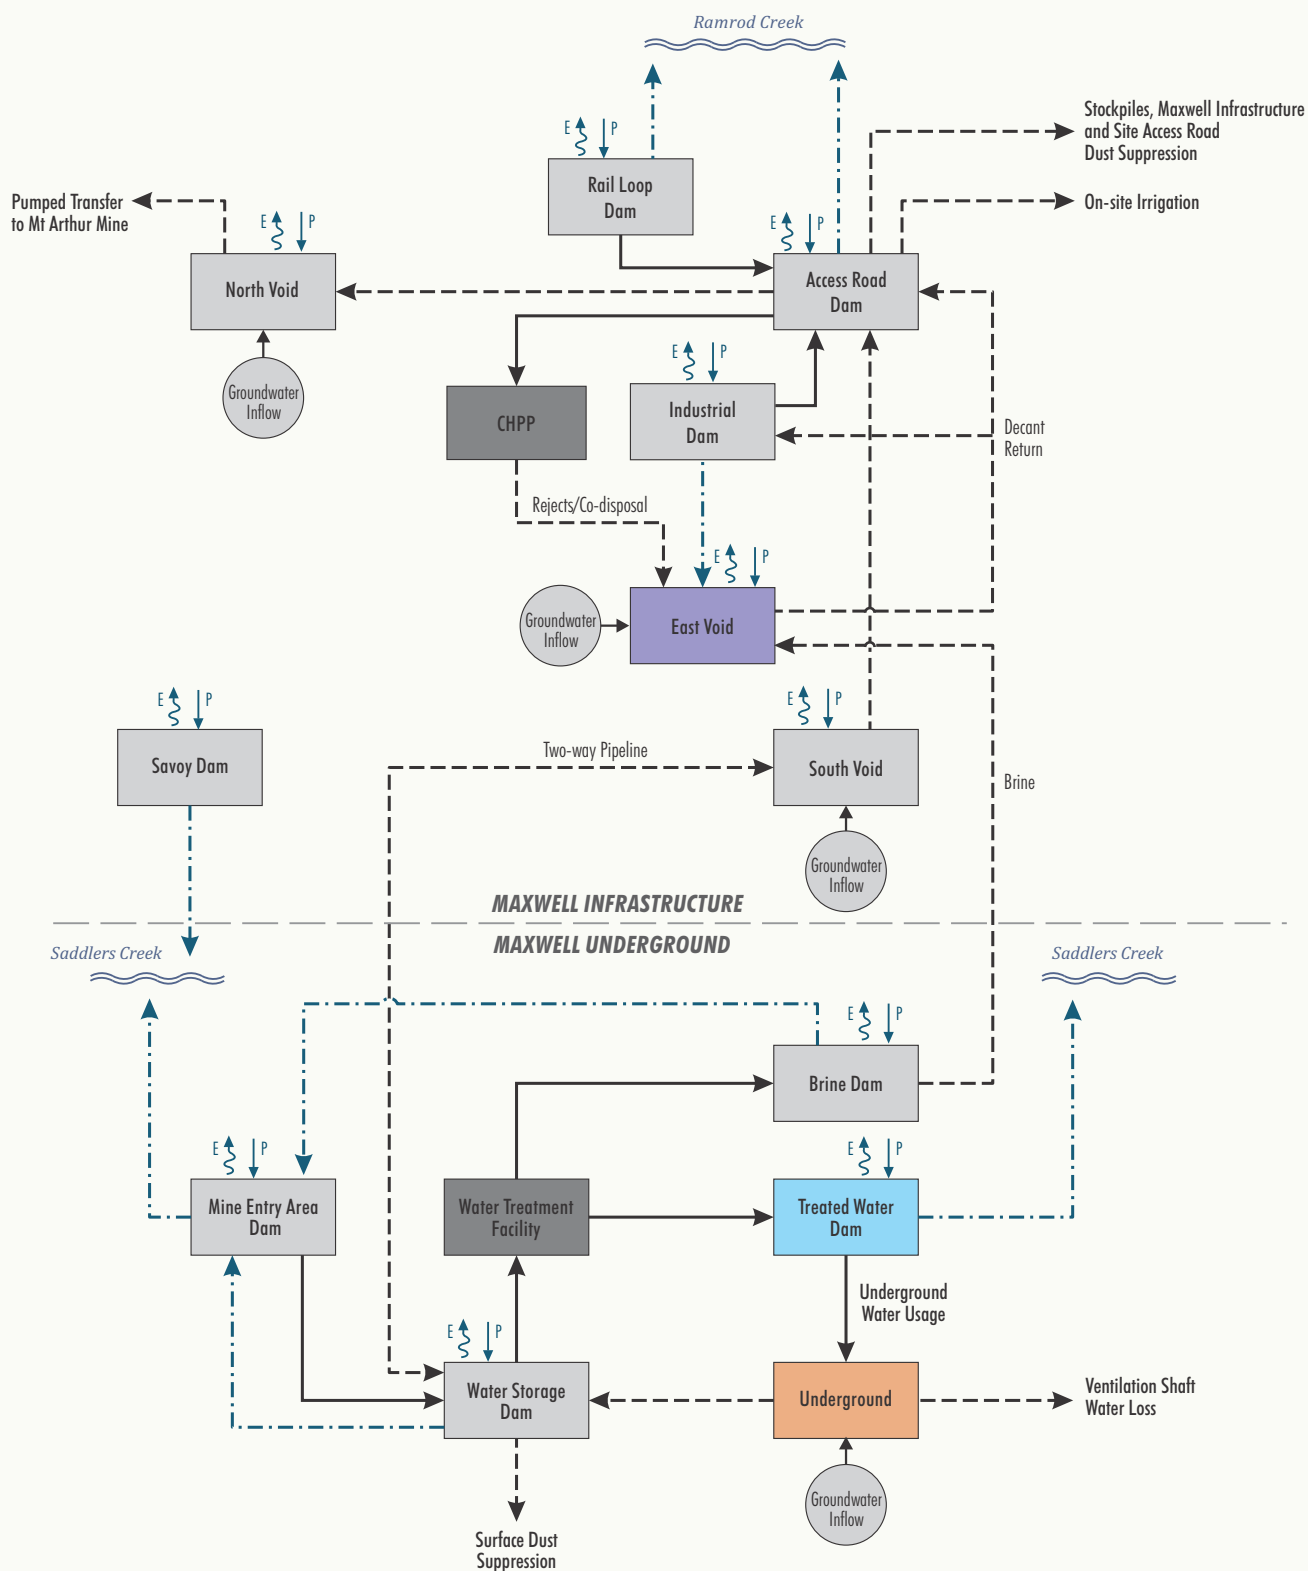 Ramrod Creek
Stockpiles, Maxwell Infrastructure
and Site Access Road
Dust Suppression
E
P
Rail Loop
Dam
Pumped Transfer
to Mt Arthur Mine
On-site Irrigation
E
P
E
P
North Void
Access Road
Dam
Groundwater
Inflow
E
P
CHPP
Industrial
Dam
Decant
Return
Rejects/Co-disposal
E
P
Groundwater
Inflow
East Void
E
P
E
P
Savoy Dam
Two-way Pipeline
South Void
Brine
Groundwater
Inflow
MAXWELL INFRASTRUCTURE
MAXWELL UNDERGROUND
Saddlers Creek
Saddlers Creek
E
P
Brine Dam
E
P
E
P
Mine Entry Area
Dam
Water Treatment
Facility
Treated Water
Dam
Underground
Water Usage
E
P
Water Storage
Dam
Underground
Ventilation Shaft
Water Loss
Groundwater
Inflow
Surface Dust
Suppression